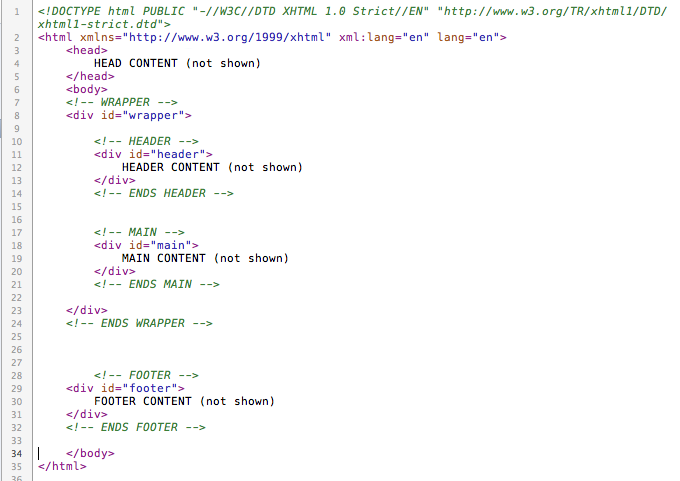 1 <!DOCTYPE html PUBLIC "-//W3C//DTD XHTML 1.0 Strict//EN" "http://www.w3.org/TR/xhtml1/DTD/
xhtml1-strict.dtd">
2 <html xmlns="http://www.w3.org/1999/xhtml" xml:lang="en" lang="en">
3     <head>
4         HEAD CONTENT (not shown)
5     </head>
6     <body>
7     <!-- WRAPPER -->
8     <div id="wrapper">
9
10         <!-- HEADER -->
11         <div id="header">
12             HEADER CONTENT (not shown)
13         </div>
14         <!-- ENDS HEADER -->
15
16
17         <!-- MAIN -->
18         <div id="main">
19             MAIN CONTENT (not shown)
20         </div>
21         <!-- ENDS MAIN -->
22
23     </div>
24     <!-- ENDS WRAPPER -->
25
26
27
28         <!-- FOOTER -->
29     <div id="footer">
30         FOOTER CONTENT (not shown)
31     </div>
32     <!-- ENDS FOOTER -->
33
34     </body>
35 </html>
36